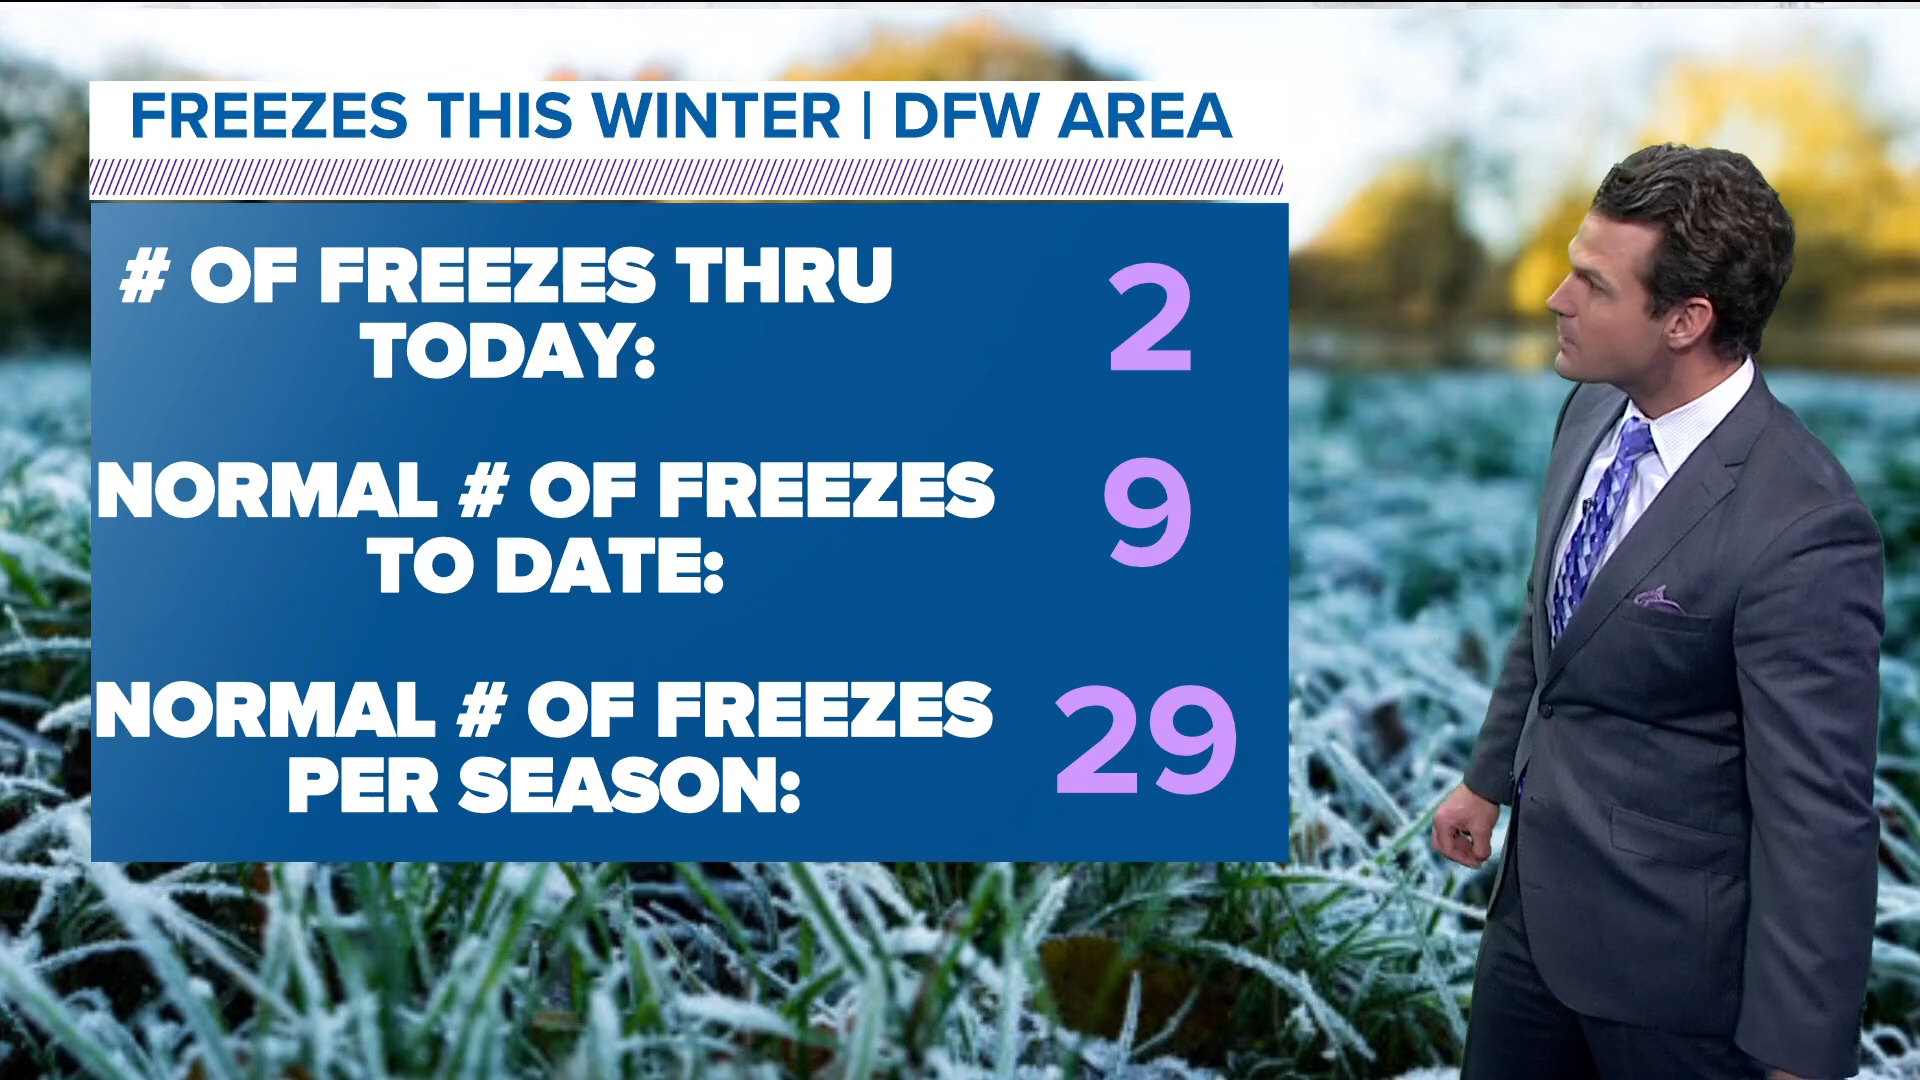 FREEZES THIS WINTER | DFW AREA
# OF FREEZES THRU
TODAY:
2
NORMAL # OF FREEZES
TO DATE:
9
NORMAL # OF FREEZES
PER SEASON:
29